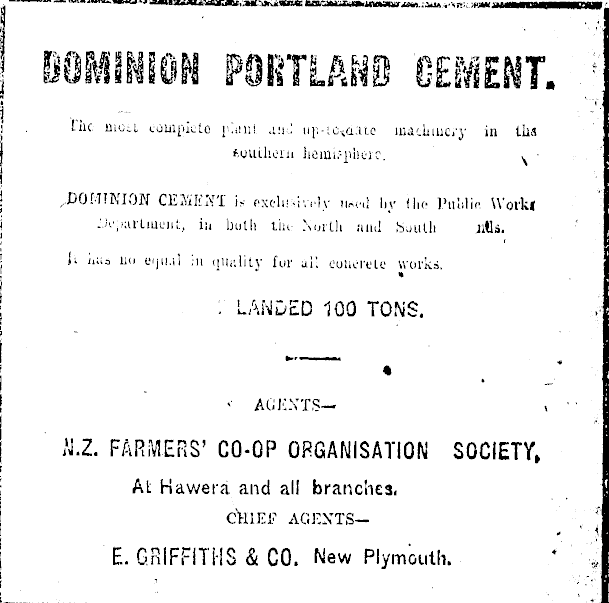 DOMINION PORTLAND CEMENT.
The most complete plant and up-to-date machinery in the
southern hemisphere.
DOMINION CEMENT is exclusively used by the Public Works
Department, in both the North and South
It has no equal in quality for all concrete works.
LANDED 100 TONS.
AGENTS—
N.Z. FARMERS' CO-OP ORGANISATION SOCIETY,
At Hawera and all branches.
CHIEF AGENTS—
E. GRIFFITHS & CO. New Plymouth.